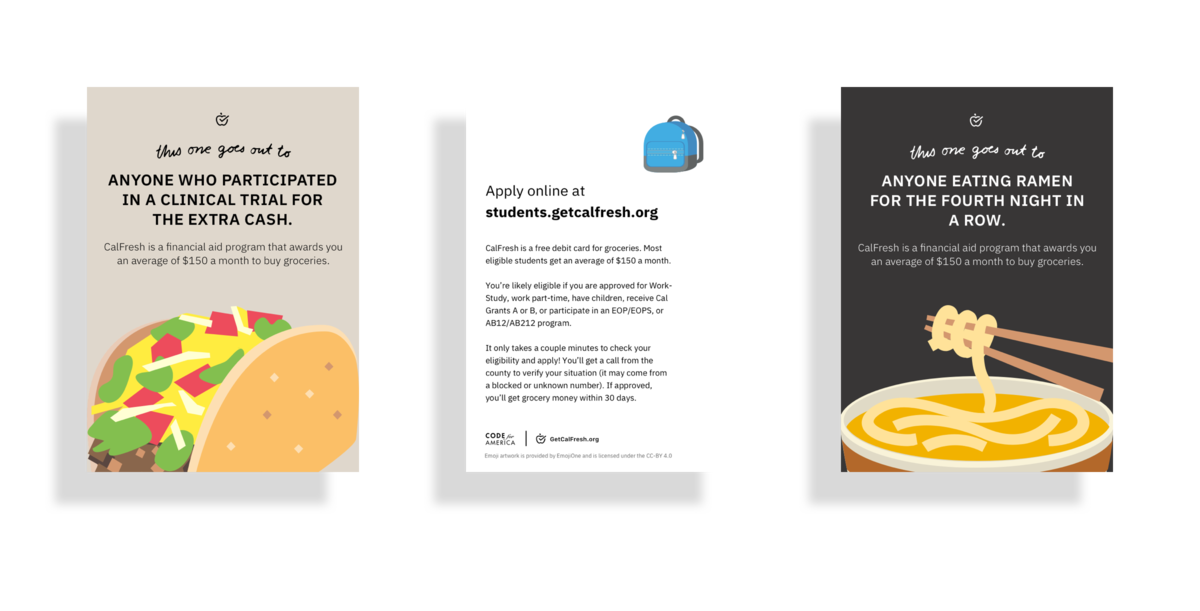 this one goes out to
ANYONE WHO PARTICIPATED
IN A CLINICAL TRIAL FOR
THE EXTRA CASH.
CalFresh is a financial aid program that awards you
an average of $150 a month to buy groceries.
Apply online at
students.getcalfresh.org
CalFresh is a free debit card for groceries. Most
eligible students get an average of $150 a month.
You're likely eligible if you are approved for Work-
Study, work part-time, have children, receive Cal
Grants A or B, or participate in an EOP/EOPS, or
AB12/AB212 program.
It only takes a couple minutes to check your
eligibility and apply! You'll get a call from the
county to verify your situation (it may come from
a blocked or unknown number). If approved,
you'll get grocery money within 30 days.
CODE for
AMERICA
GetCalFresh.org
Emoji artwork is provided by EmojiOne and is licensed under the CC-BY 4.0
this one goes out to
ANYONE EATING RAMEN
FOR THE FOURTH NIGHT IN
A ROW.
CalFresh is a financial aid program that awards you
an average of $150 a month to buy groceries.